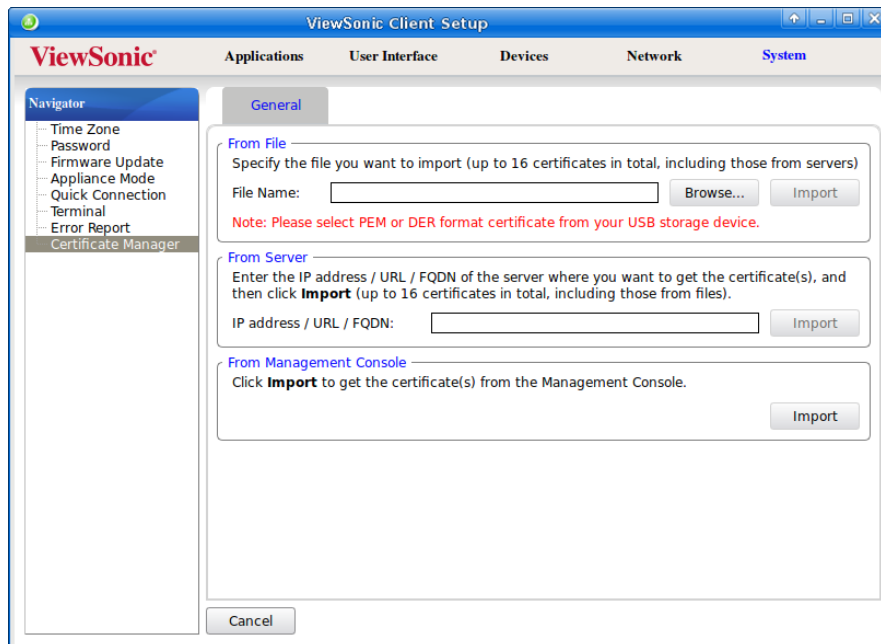 ViewSonic Client Setup
ViewSonic®
Applications
User Interface
Devices
Network
System
Navigator
Time Zone
Password
Firmware Update
Appliance Mode
Quick Connection
Terminal
Error Report
Certificate Manager
General
From File
Specify the file you want to import (up to 16 certificates in total, including those from servers)
File Name:
Browse...
Import
Note: Please select PEM or DER format certificate from your USB storage device.
From Server
Enter the IP address / URL / FQDN of the server where you want to get the certificate(s), and
then click Import (up to 16 certificates in total, including those from files).
IP address / URL / FQDN:
Import
From Management Console
Click Import to get the certificate(s) from the Management Console.
Import
Cancel